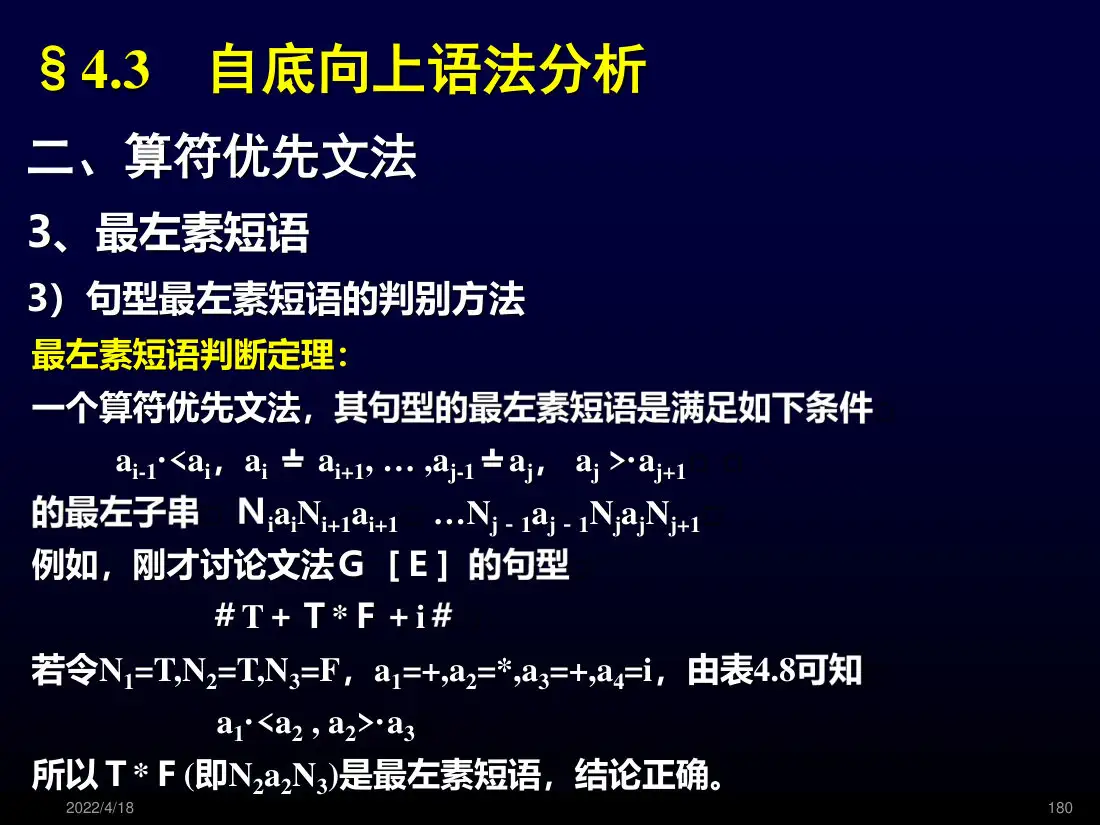 §4.3 自底向上语法分析
二、算符优先文法
3、最左素短语
3）句型最左素短语的判别方法
最左素短语判断定理：
一个算符优先文法，其句型的最左素短语是满足如下条件
aᵢ₋₁·<aᵢ，aᵢ ≐ aᵢ₊₁, … ,aⱼ₋₁≐aⱼ， aⱼ >·aⱼ₊₁
的最左子串 NᵢaᵢNᵢ₊₁aᵢ₊₁ …Nⱼ₋₁aⱼ₋₁NⱼaⱼNⱼ₊₁
例如，刚才讨论文法G［E］的句型
＃T＋T*F＋i＃
若令N₁=T,N₂=T,N₃=F，a₁=+,a₂=*,a₃=+,a₄=i，由表4.8可知
a₁·<a₂ , a₂>·a₃
所以T*F(即N₂a₂N₃)是最左素短语，结论正确。
2022/4/18 180